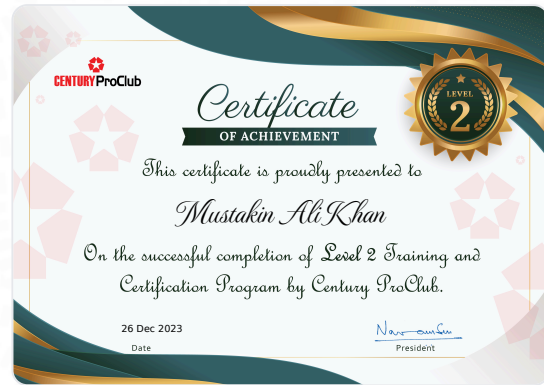 CENTURY ProClub
LEVEL
2
Certificate
OF ACHIEVEMENT
This certificate is proudly presented to
Mustakin Ali Khan
On the successful completion of Level 2 Training and
Certification Program by Century ProClub.
26 Dec 2023
Date
President